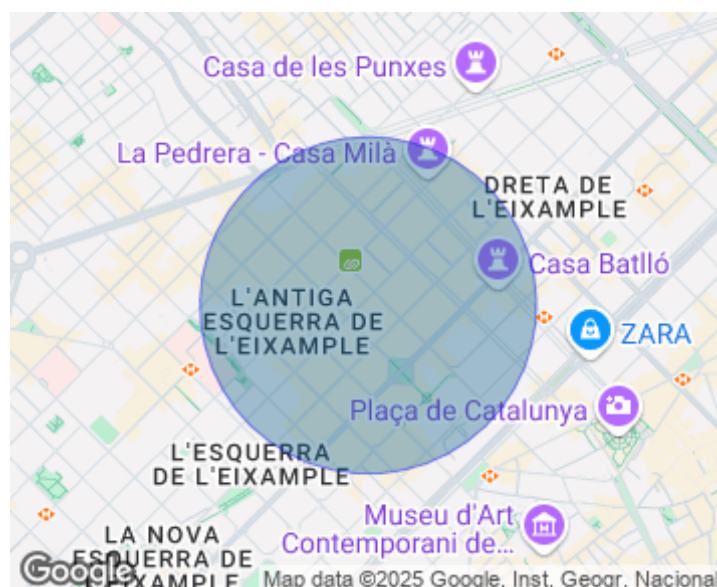 Casa de les Punxes
La Pedrera - Casa Milà
DRETA DE
L'EIXAMPLE
Casa Batlló
L'ANTIGA
ESQUERRA DE
L'EIXAMPLE
ZARA
Plaça de Catalunya
L'ESQUERRA
DE L'EIXAMPLE
Museu d'Art
Contemporani de...
LA NOVA
ESQUERRA DE
L'EIXAMPLE
Google
Map data ©2025 Google, Inst. Geogr. Nacional